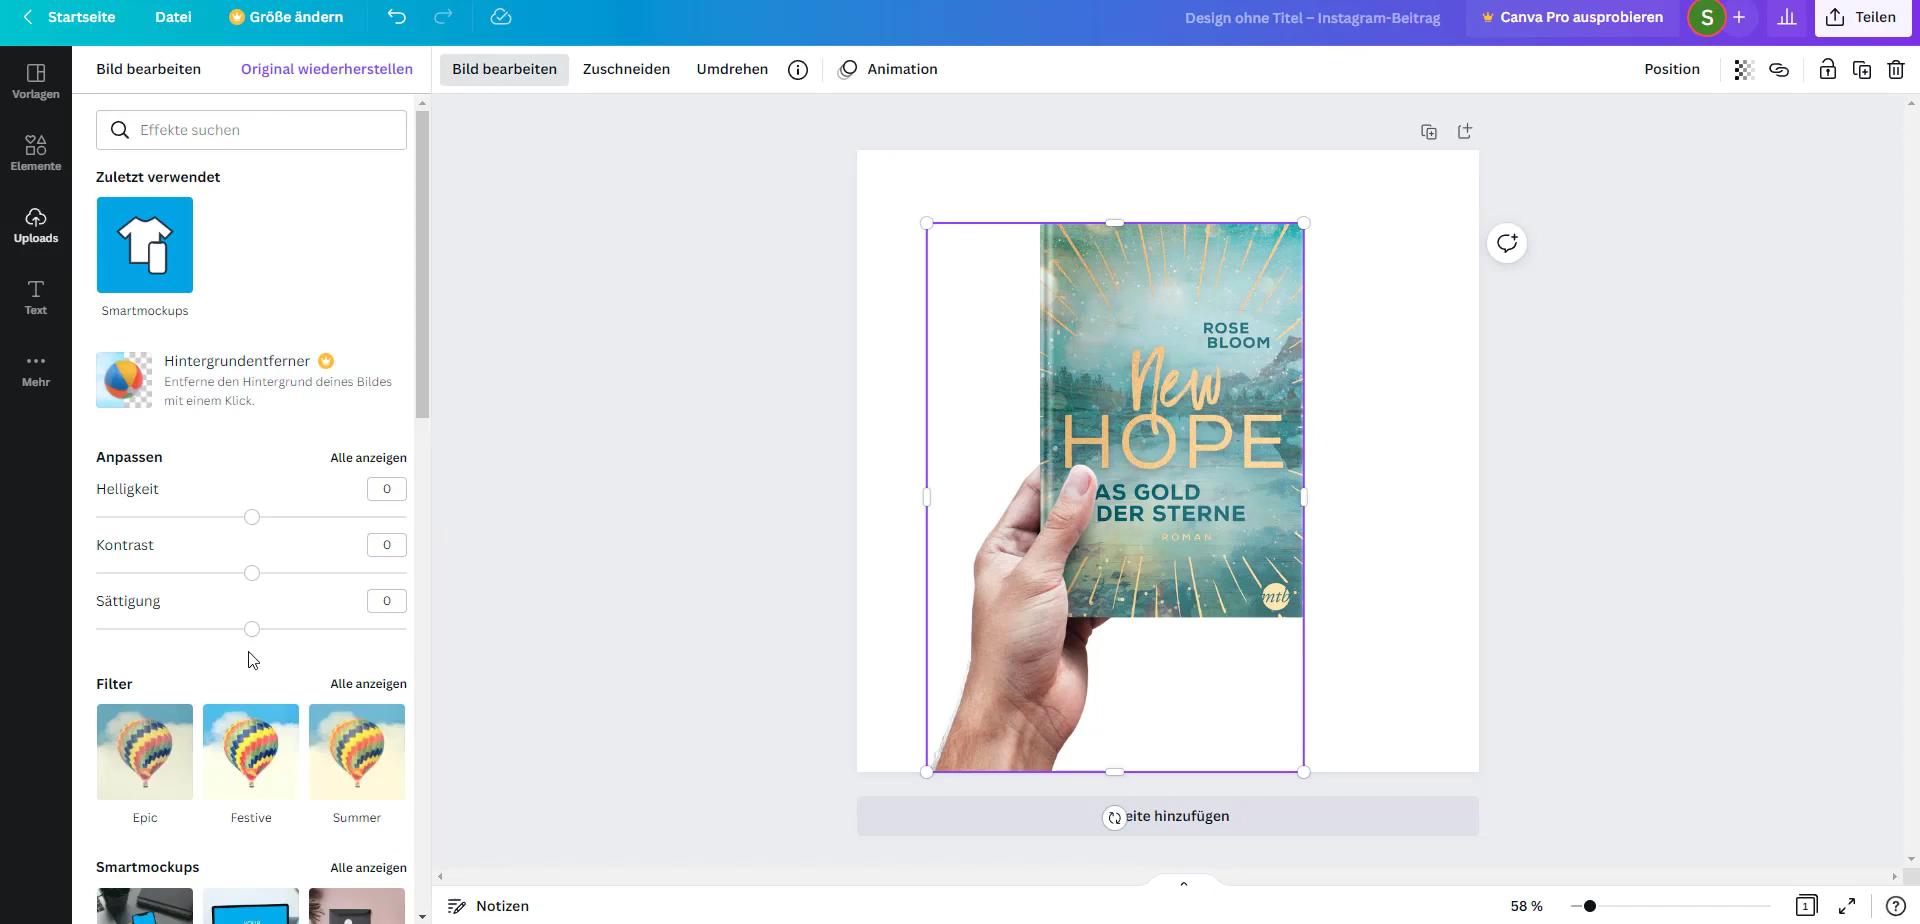 Startseite
Datei
Größe ändern
Design ohne Titel – Instagram-Beitrag
Canva Pro ausprobieren
S
Teilen
Vorlagen
Elemente
Uploads
Text
Mehr
Bild bearbeiten
Original wiederherstellen
Effekte suchen
Zuletzt verwendet
Smartmockups
Hintergrundentferner
Entferne den Hintergrund deines Bildes
mit einem Klick.
Anpassen
Alle anzeigen
Helligkeit
0
Kontrast
0
Sättigung
0
Filter
Alle anzeigen
Epic
Festive
Summer
Smartmockups
Alle anzeigen
YOUR
Bild bearbeiten
Zuschneiden
Umdrehen
Animation
Position
ROSE
BLOOM
New
HOPE
AS GOLD
DER STERNE
ROMAN
mtb
eite hinzufügen
Notizen
58 %
1